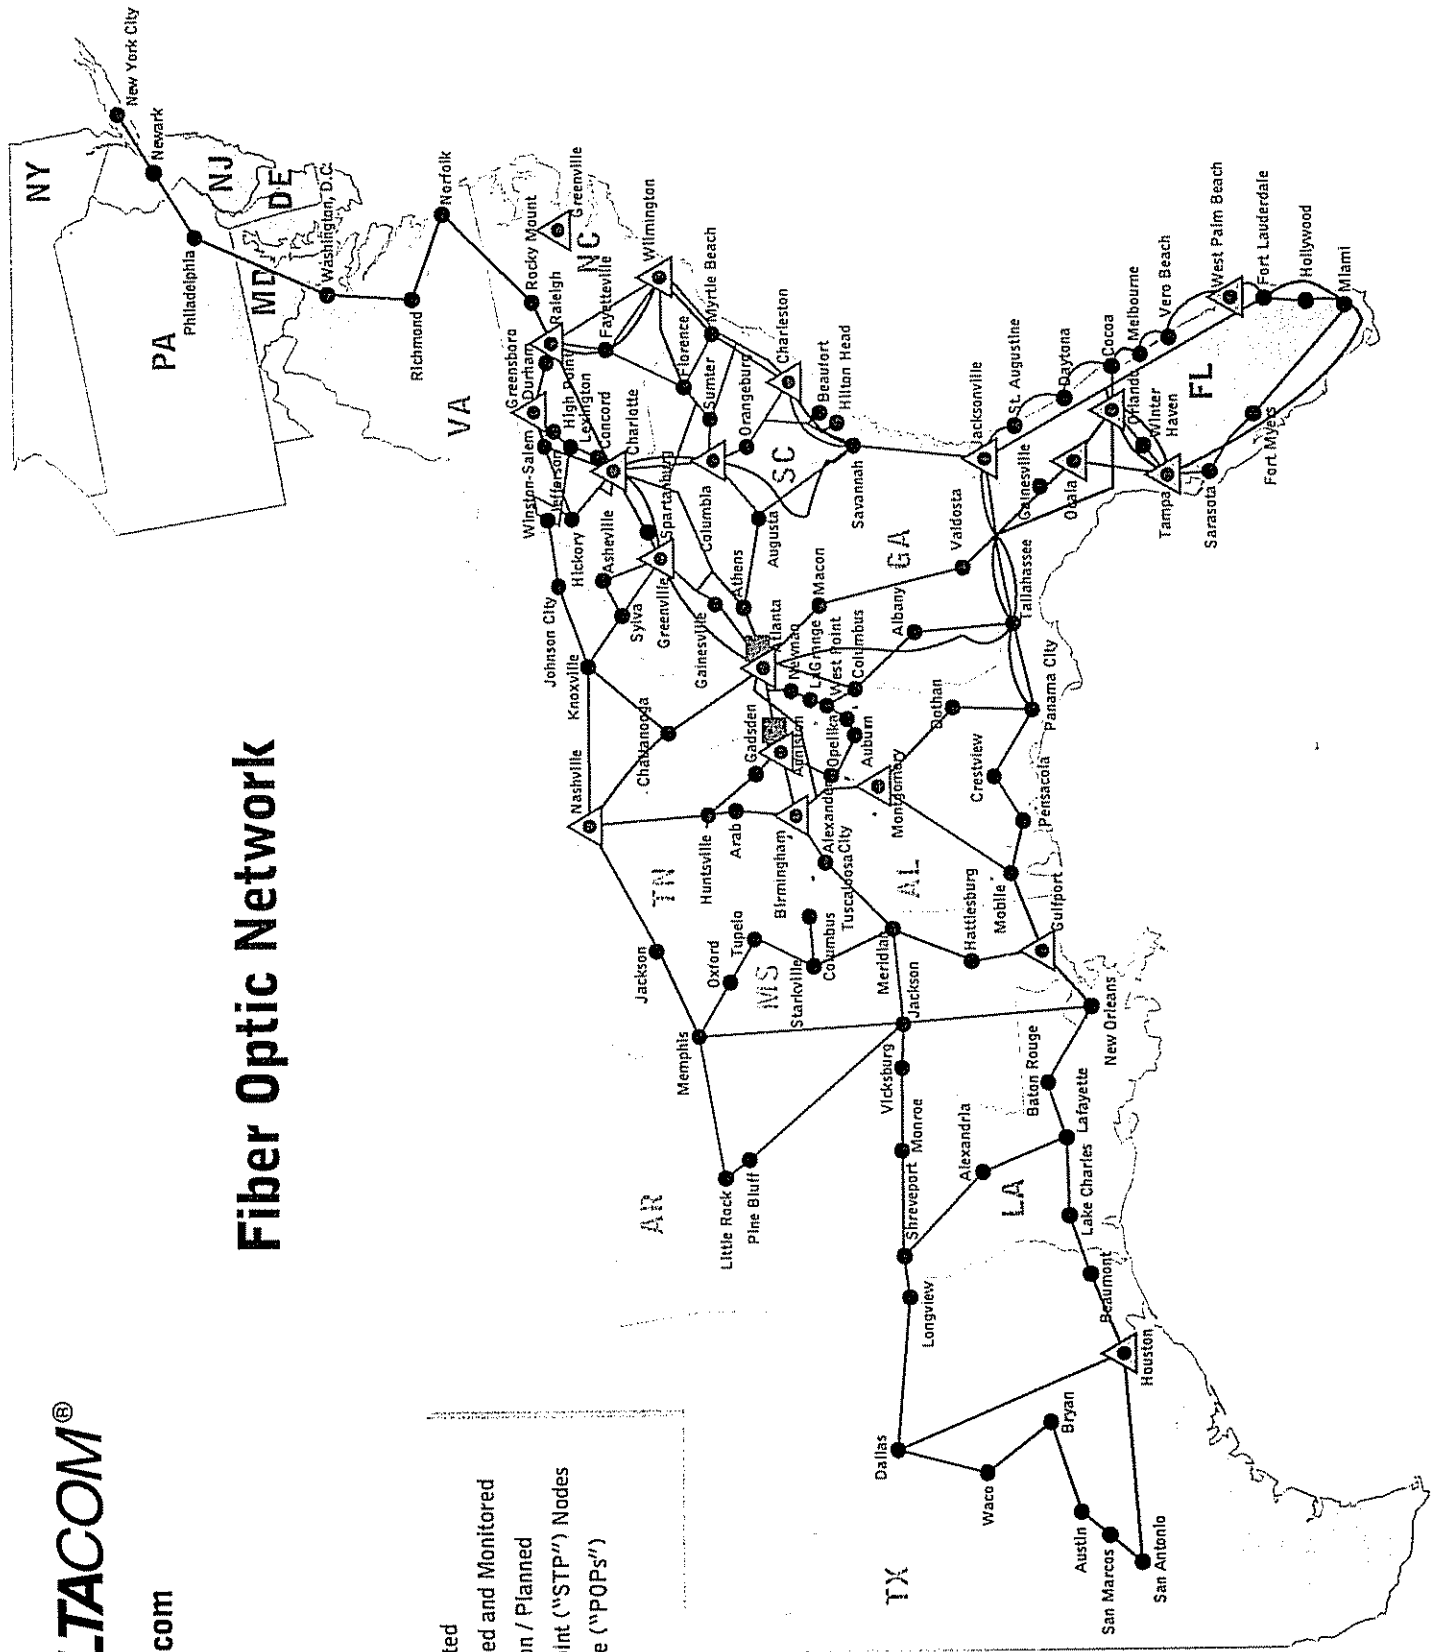 LTACOM®
com
Fiber Optic Network
ted
ed and Monitored
on / Planned
int ("STP") Nodes
e ("POPs")
NY
New York City
Newark
NJ
PA
Philadelphia
DE
MD
Washington, D.C.
Richmond
Norfolk
VA
Rocky Mount
Greenville
NC
Greensboro
Durham
Raleigh
Winston-Salem
High Point
Lexington
Concord
Jefferson
Fayetteville
Wilmington
Charlotte
Hickory
Asheville
Spartanburg
Florence
Myrtle Beach
Sumter
Johnson City
Sylva
Greenville
Columbia
Orangeburg
SC
Charleston
Beaufort
Hilton Head
Knoxville
Gainesville
Athens
Augusta
Savannah
Nashville
Chattanooga
Atlanta
Newnan
LaGrange
West Point
Columbus
Macon
GA
Albany
Valdosta
Jacksonville
St. Augustine
Daytona
TN
Gadsden
Anniston
Opelika
Auburn
Huntsville
Arab
Birmingham
Alexander City
Tuscaloosa
Montgomery
Dothan
AL
Tallahassee
Gainesville
Ocala
Orlando
Cocoa
Melbourne
Vero Beach
Winter Haven
Tampa
Sarasota
FL
West Palm Beach
Fort Lauderdale
Hollywood
Miami
Fort Myers
Panama City
Crestview
Pensacola
Mobile
Gulfport
Hattiesburg
Jackson
Memphis
Oxford
Tupelo
MS
Starkville
Columbus
Meridian
Jackson
Vicksburg
New Orleans
AR
Little Rock
Pine Bluff
Monroe
Shreveport
Alexandria
LA
Baton Rouge
Lafayette
Lake Charles
Beaumont
Longview
Houston
Dallas
Waco
Bryan
Austin
San Marcos
San Antonio
TX